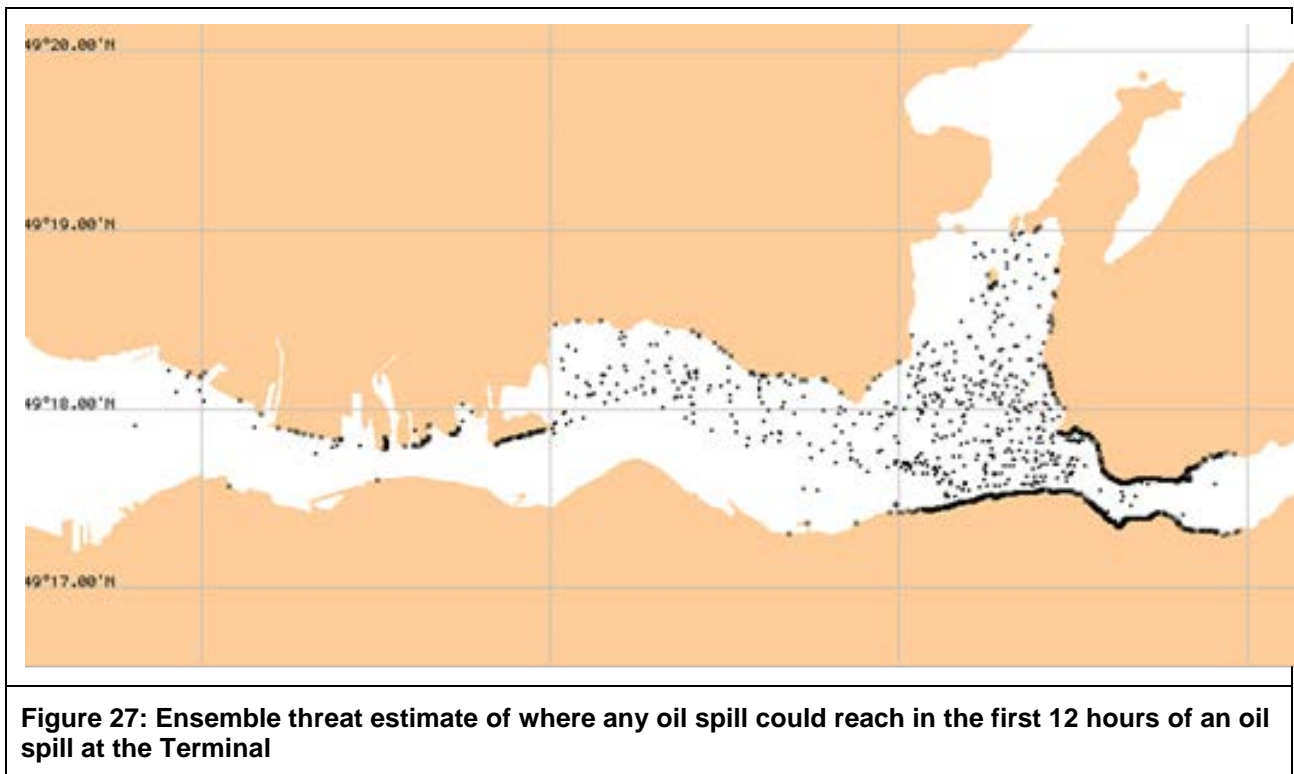 49°20.00'N
49°19.00'N
49°18.00'N
49°17.00'N
Figure 27: Ensemble threat estimate of where any oil spill could reach in the first 12 hours of an oil
spill at the Terminal